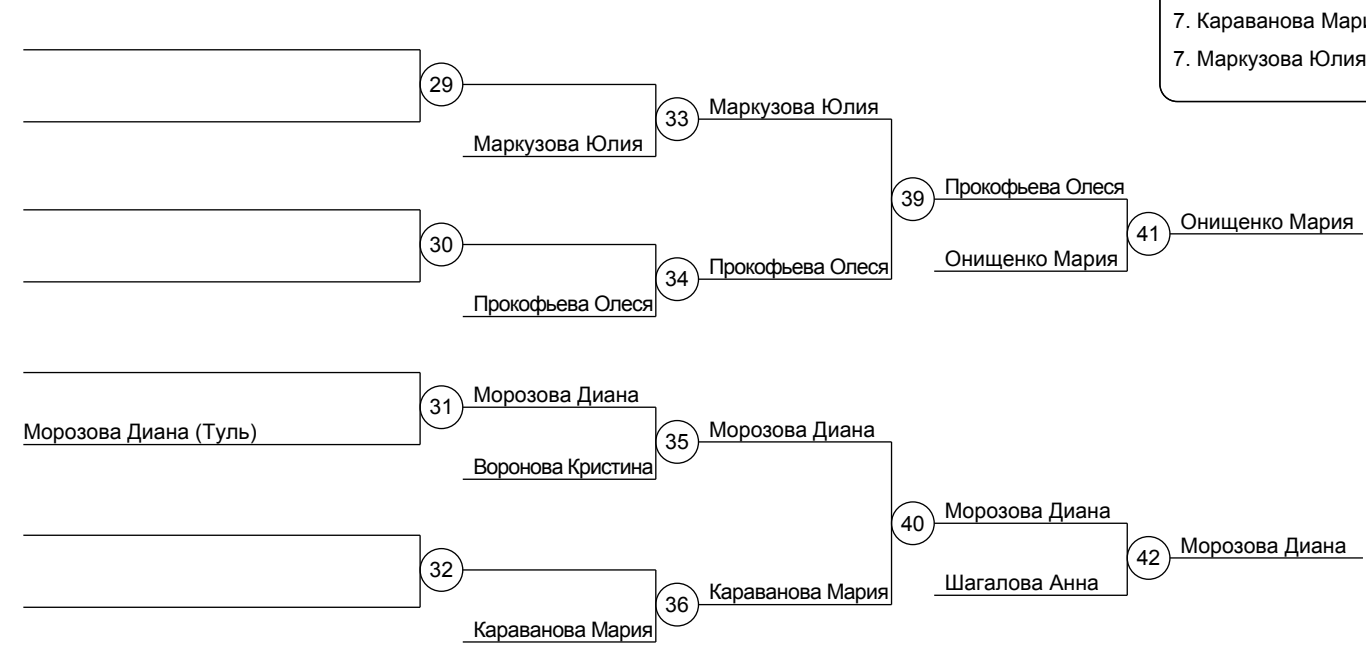 7. Караванова
7. Маркузова Юлия
29
Маркузова Юлия
33
Маркузова Юлия
Прокофьева Олеся
39
Онищенко Мария
41
30
Онищенко Мария
Прокофьева Олеся
34
Прокофьева Олеся
Морозова Диана
31
Морозова Диана (Туль)
Морозова Диана
35
Воронова Кристина
Морозова Диана
40
Морозова Диана
42
32
Шагалова Анна
Караванова Мария
36
Караванова Мария